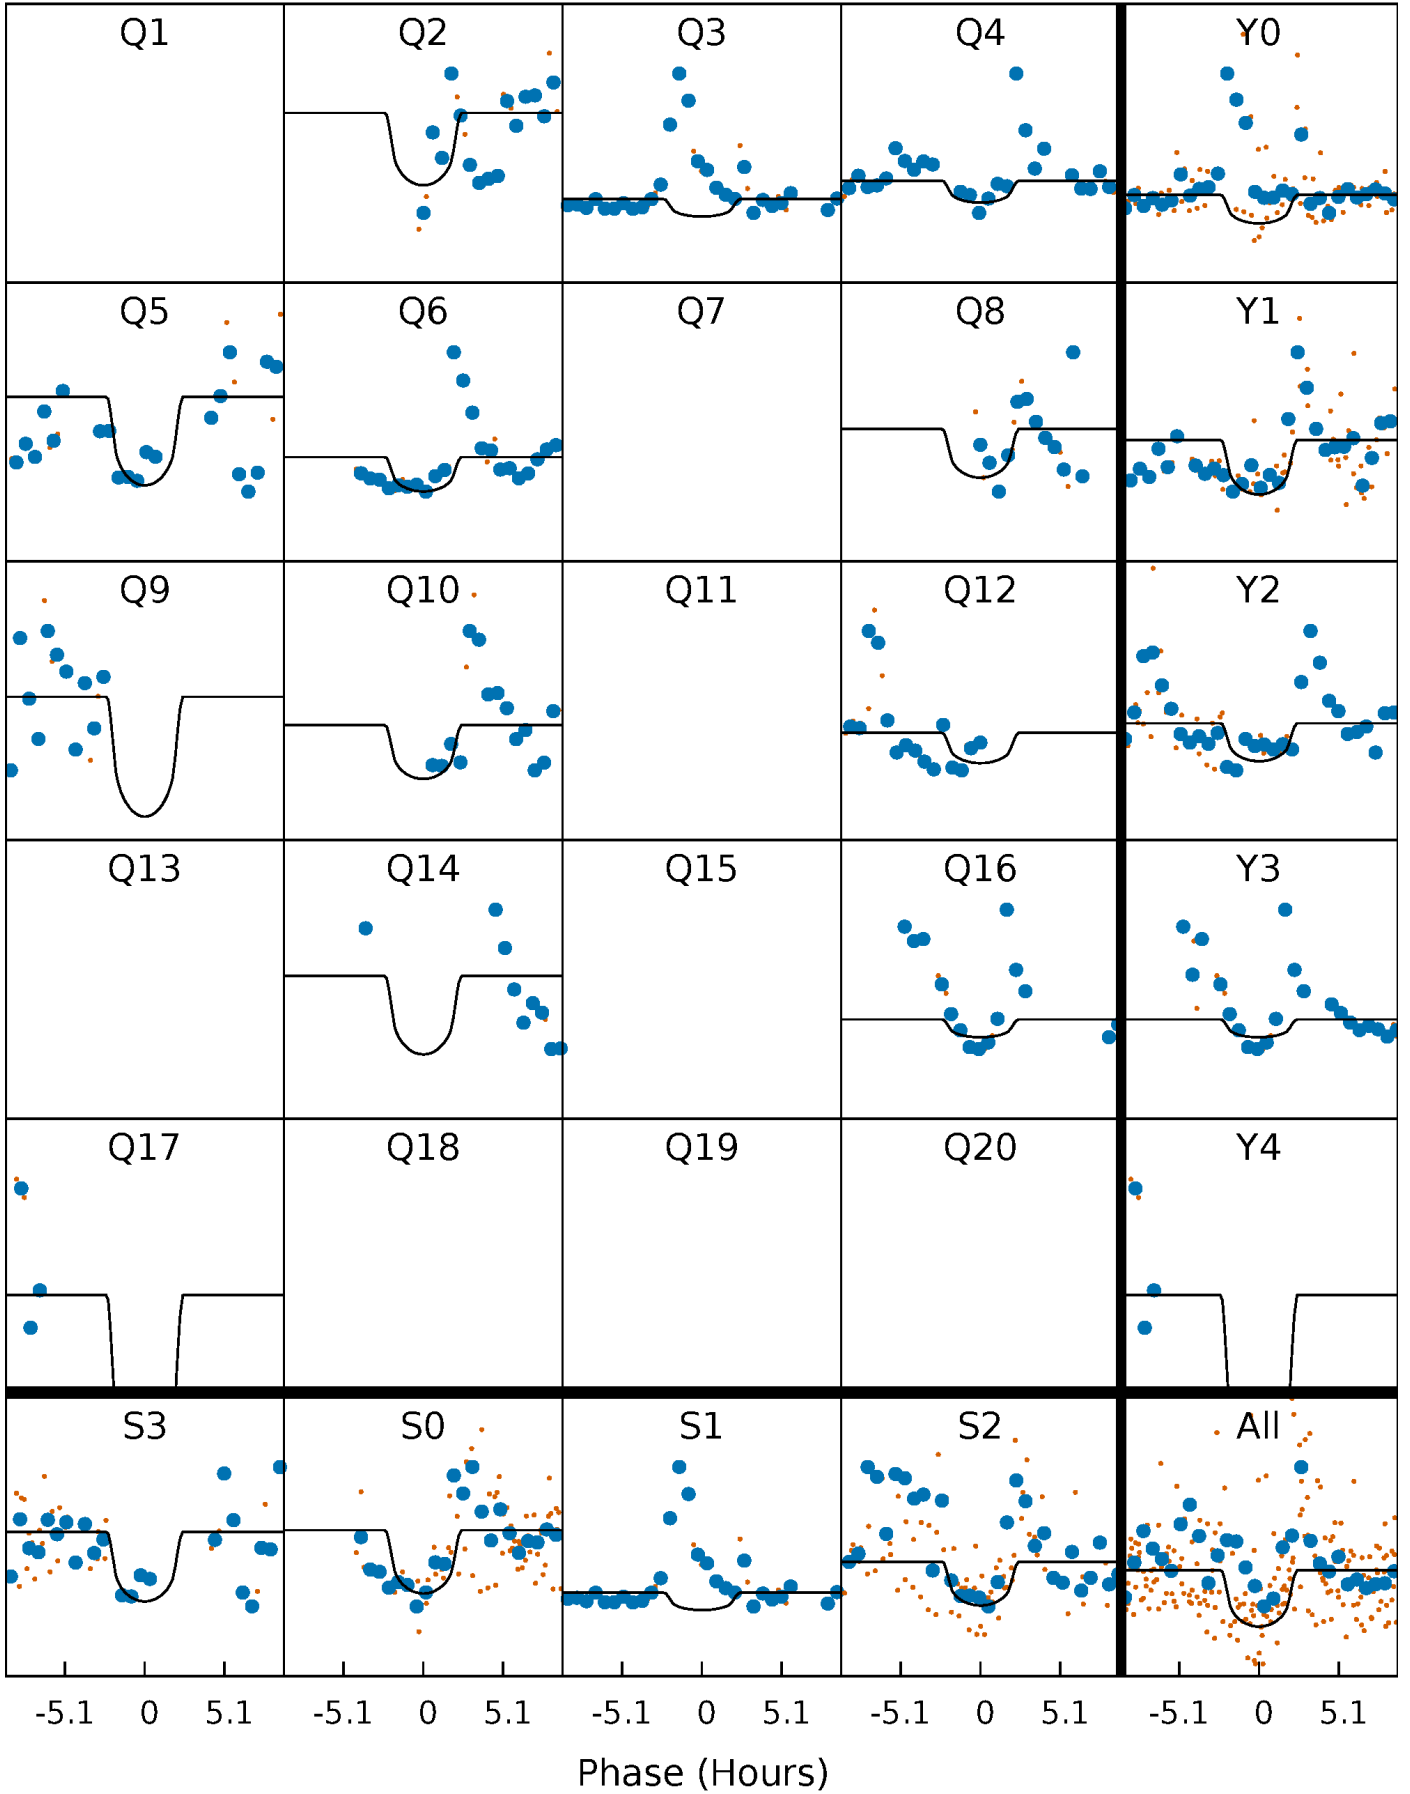 Q1 Q2 Q3 Q4 Y0
Q5 Q6 Q7 Q8 Y1
Q9 Q10 Q11 Q12 Y2
Q13 Q14 Q15 Q16 Y3
Q17 Q18 Q19 Q20 Y4
S3 S0 S1 S2 All
-5.1 0 5.1 -5.1 0 5.1 -5.1 0 5.1 -5.1 0 5.1 -5.1 0 5.1
Phase (Hours)